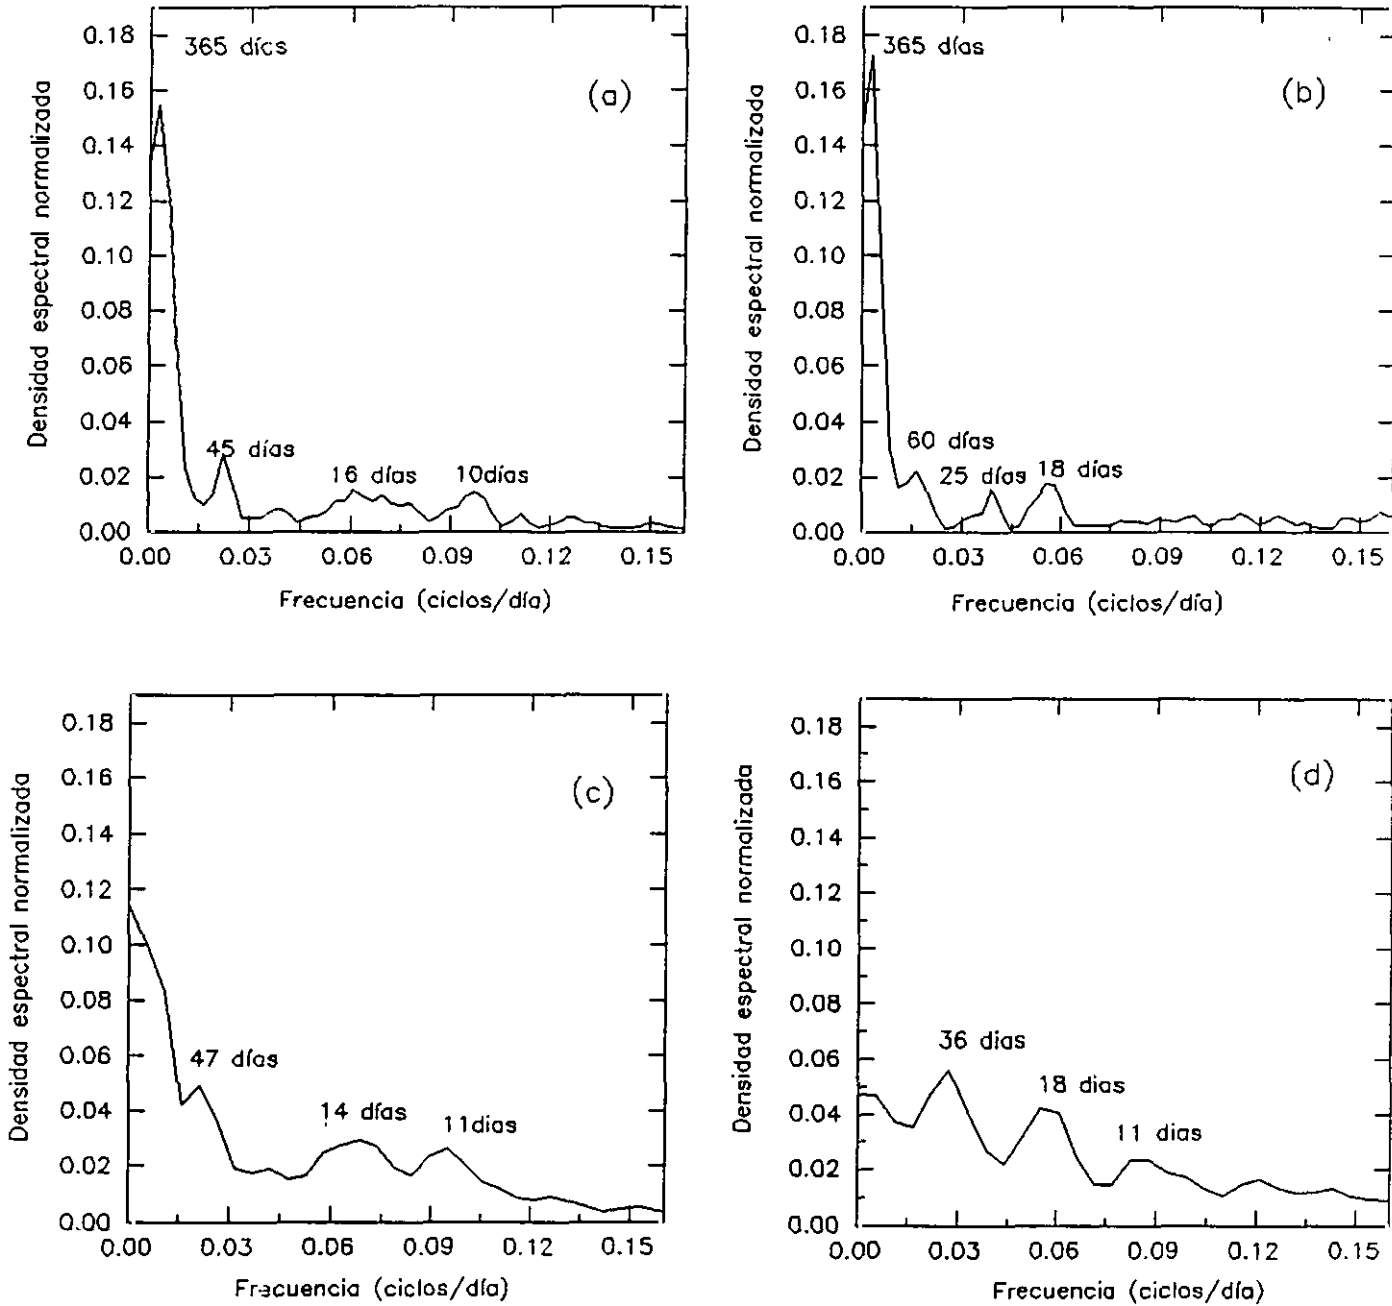 0.18
0.16
0.14
0.12
0.10
0.08
0.06
0.04
0.02
0.00
Densidad espectral normalizada
365 días
(a)
45 días
16 días
10días
0.00 0.03 0.06 0.09 0.12 0.15
Frecuencia (ciclos/día)
0.18
0.16
0.14
0.12
0.10
0.08
0.06
0.04
0.02
0.00
Densidad espectral normalizada
365 días
(b)
60 días
25 días
18 días
0.00 0.03 0.06 0.09 0.12 0.15
Frecuencia (ciclos/día)
0.18
0.16
0.14
0.12
0.10
0.08
0.06
0.04
0.02
0.00
Densidad espectral normalizada
(c)
47 días
14 días
11dias
0.00 0.03 0.06 0.09 0.12 0.15
Frecuencia (ciclos/día)
0.18
0.16
0.14
0.12
0.10
0.08
0.06
0.04
0.02
0.00
Densidad espectral normalizada
(d)
36 dias
18 dias
11 dias
0.00 0.03 0.06 0.09 0.12 0.15
Frecuencia (ciclos/día)